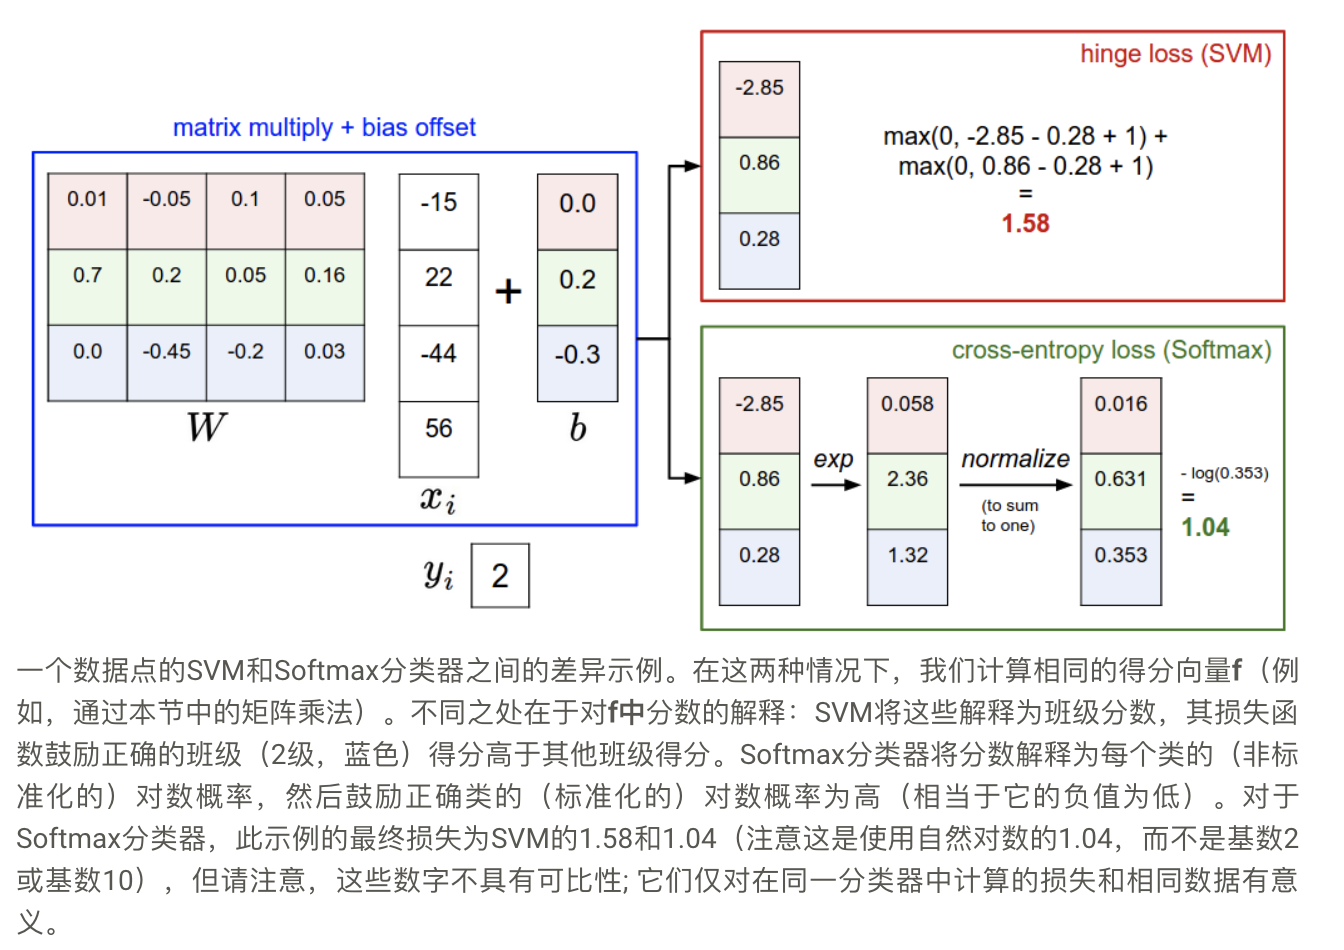 hinge loss (SVM)
matrix multiply + bias offset
0.01 -0.05 0.1 0.05
0.7 0.2 0.05 0.16
0.0 -0.45 -0.2 0.03
W
-15
22
-44
56
x_i
+
0.0
0.2
-0.3
b
y_i 2
-2.85
0.86
0.28
max(0, -2.85 - 0.28 + 1) +
max(0, 0.86 - 0.28 + 1)
=
1.58
cross-entropy loss (Softmax)
-2.85
0.86
0.28
exp
0.058
2.36
1.32
normalize
(to sum
to one)
0.016
0.631
0.353
- log(0.353)
=
1.04
一个数据点的SVM和Softmax分类器之间的差异示例。在这两种情况下，我们计算相同的得分向量f（例
如，通过本节中的矩阵乘法）。不同之处在于对f中分数的解释：SVM将这些解释为班级分数，其损失函
数鼓励正确的班级（2级，蓝色）得分高于其他班级得分。Softmax分类器将分数解释为每个类的（非标
准化的）对数概率，然后鼓励正确类的（标准化的）对数概率为高（相当于它的负值为低）。对于
Softmax分类器，此示例的最终损失为SVM的1.58和1.04（注意这是使用自然对数的1.04，而不是基数2
或基数10），但请注意，这些数字不具有可比性; 它们仅对在同一分类器中计算的损失和相同数据有意
义。